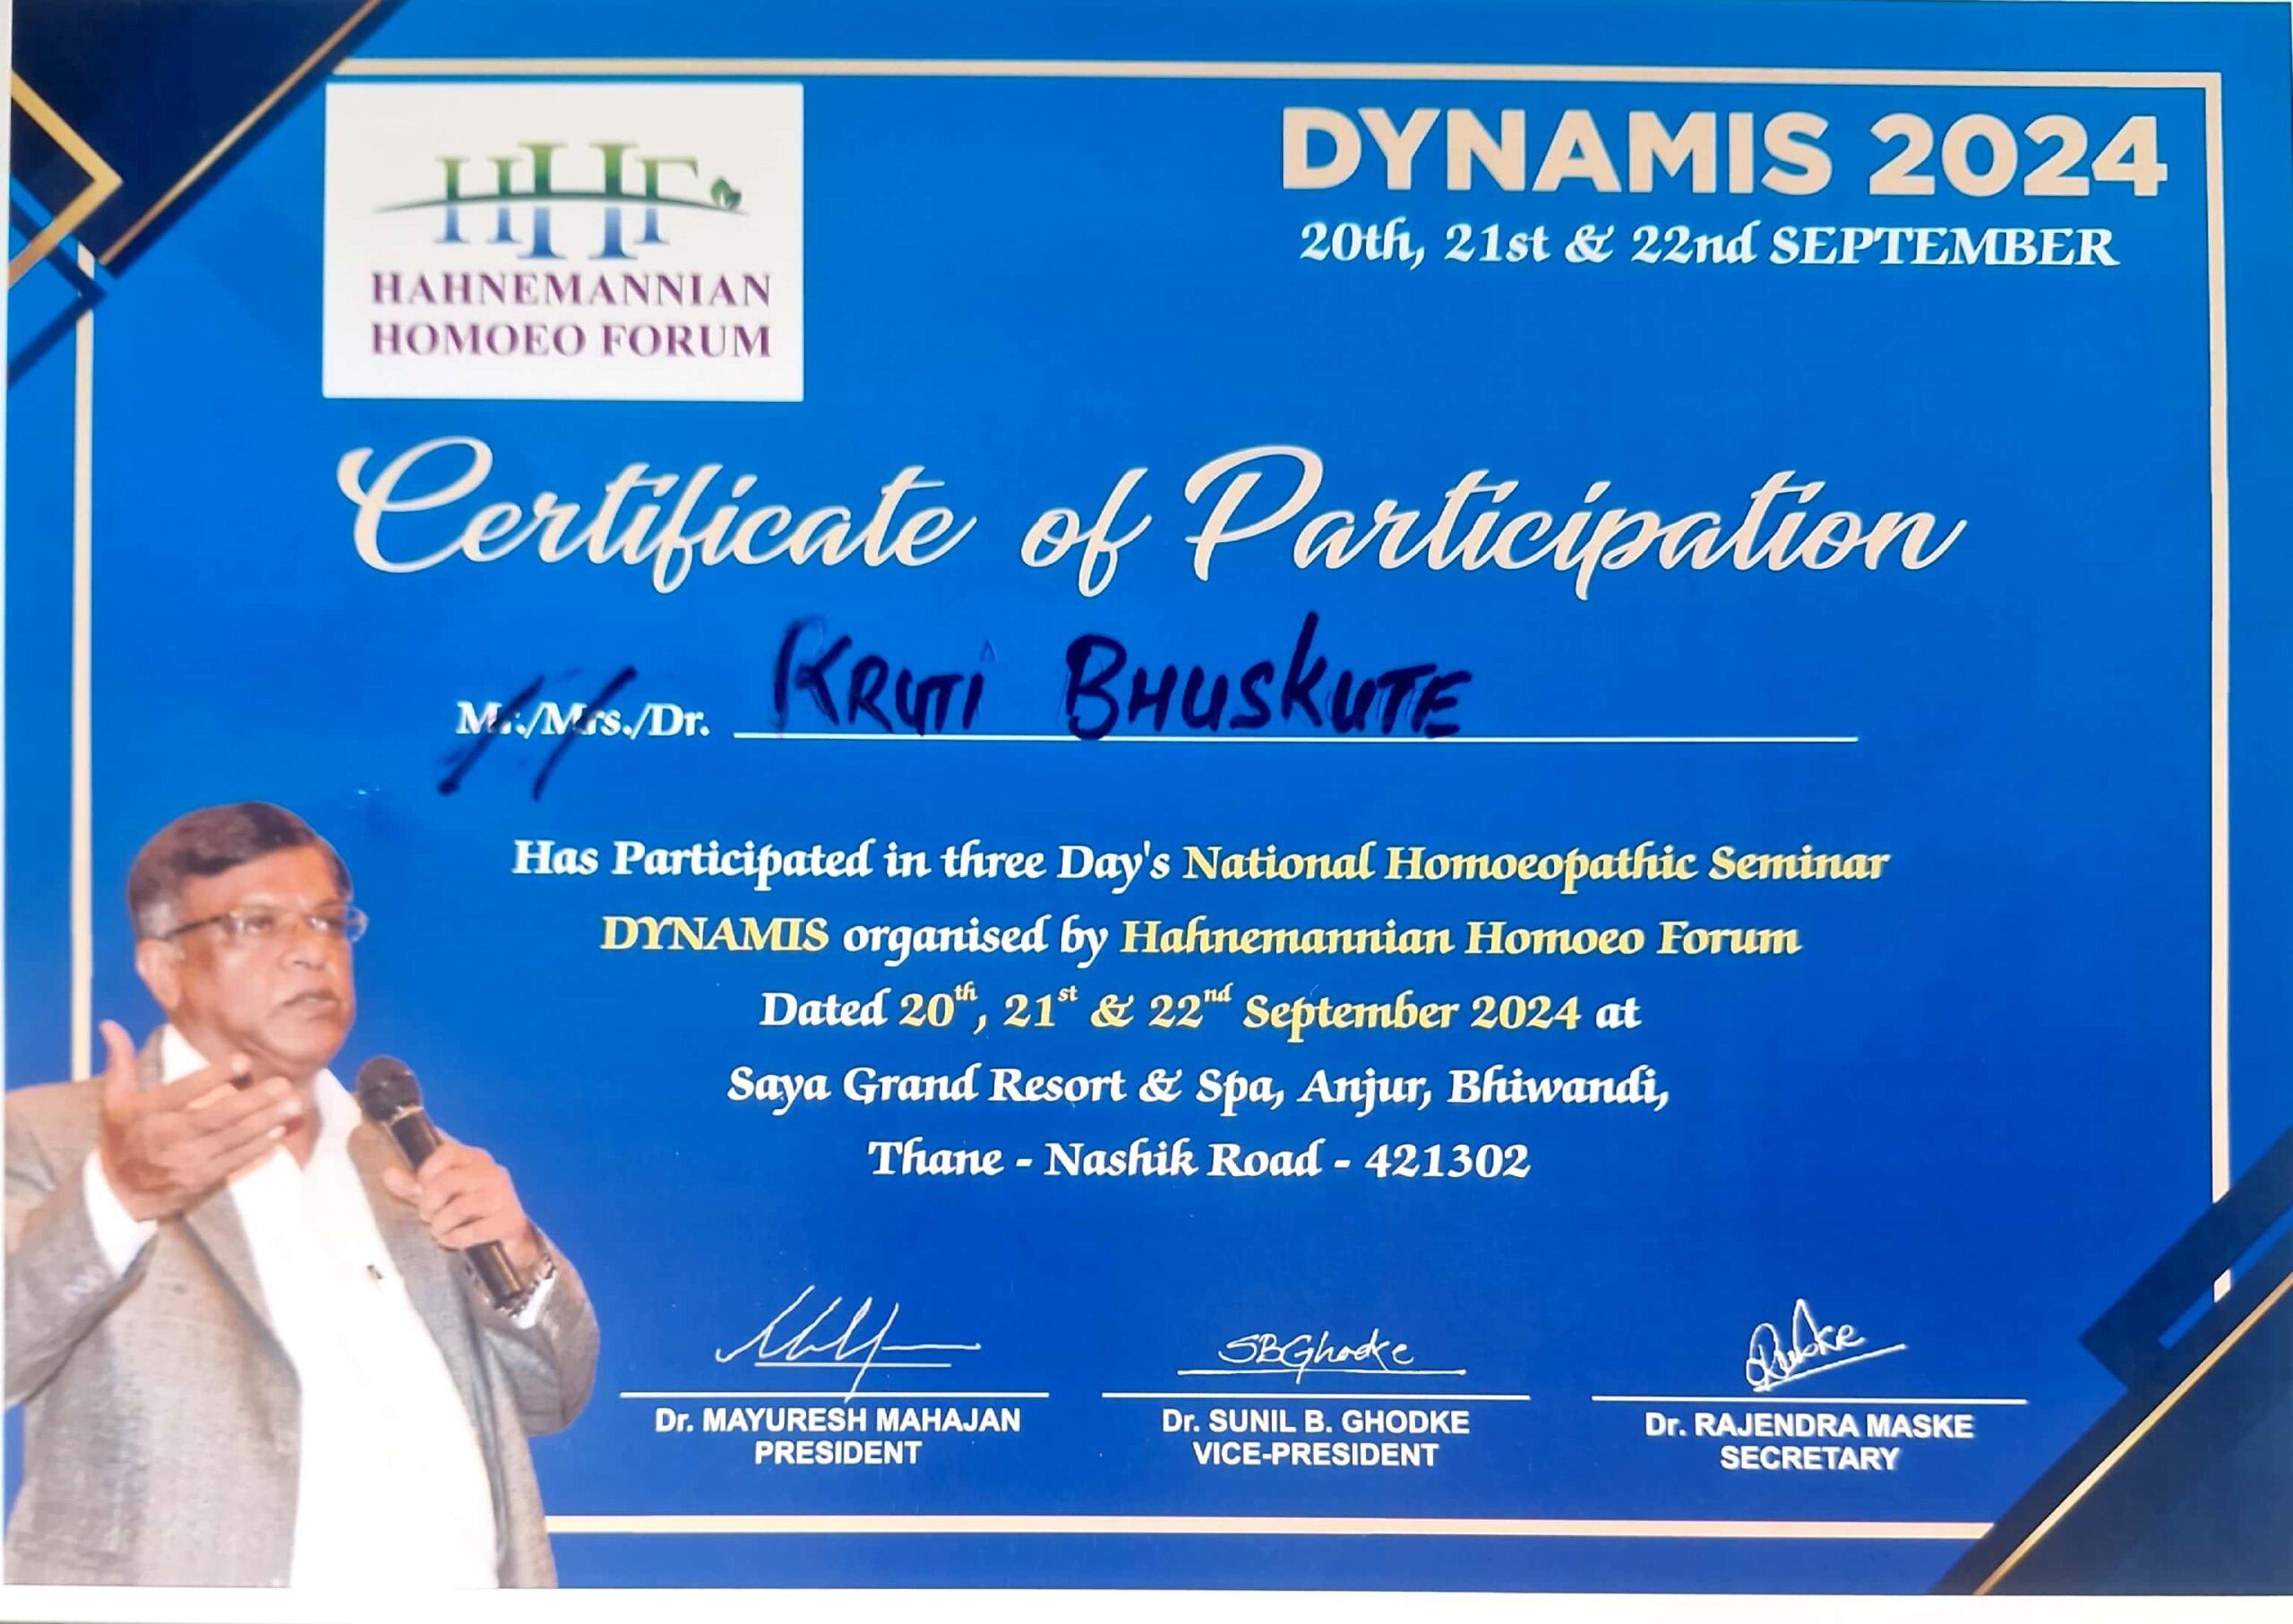 HHF
HAHNEMANNIAN
HOMOEO FORUM
DYNAMIS 2024
20th, 21st & 22nd SEPTEMBER
Certificate of Participation
Mr./Mrs./Dr. KRUTI BHUSKUTE
Has Participated in three Day's National Homoeopathic Seminar
DYNAMIS organised by Hahnemannian Homoeo Forum
Dated 20th, 21st & 22nd September 2024 at
Saya Grand Resort & Spa, Anjur, Bhiwandi,
Thane - Nashik Road - 421302
SBGhodke
Dr. MAYURESH MAHAJAN
PRESIDENT
Dr. SUNIL B. GHODKE
VICE-PRESIDENT
Dr. RAJENDRA MASKE
SECRETARY